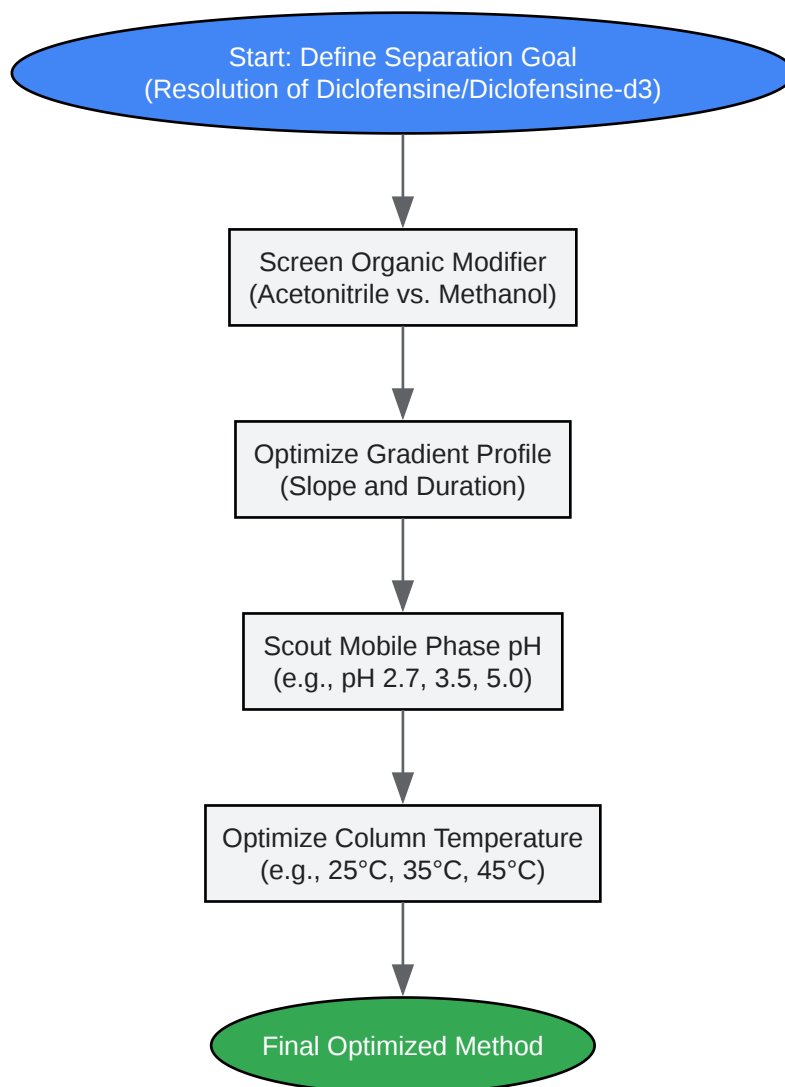 Start: Define Separation Goal
(Resolution of Diclofensine/Diclofensine-d3)
Screen Organic Modifier
(Acetonitrile vs. Methanol)
Optimize Gradient Profile
(Slope and Duration)
Scout Mobile Phase pH
(e.g., pH 2.7, 3.5, 5.0)
Optimize Column Temperature
(e.g., 25°C, 35°C, 45°C)
Final Optimized Method